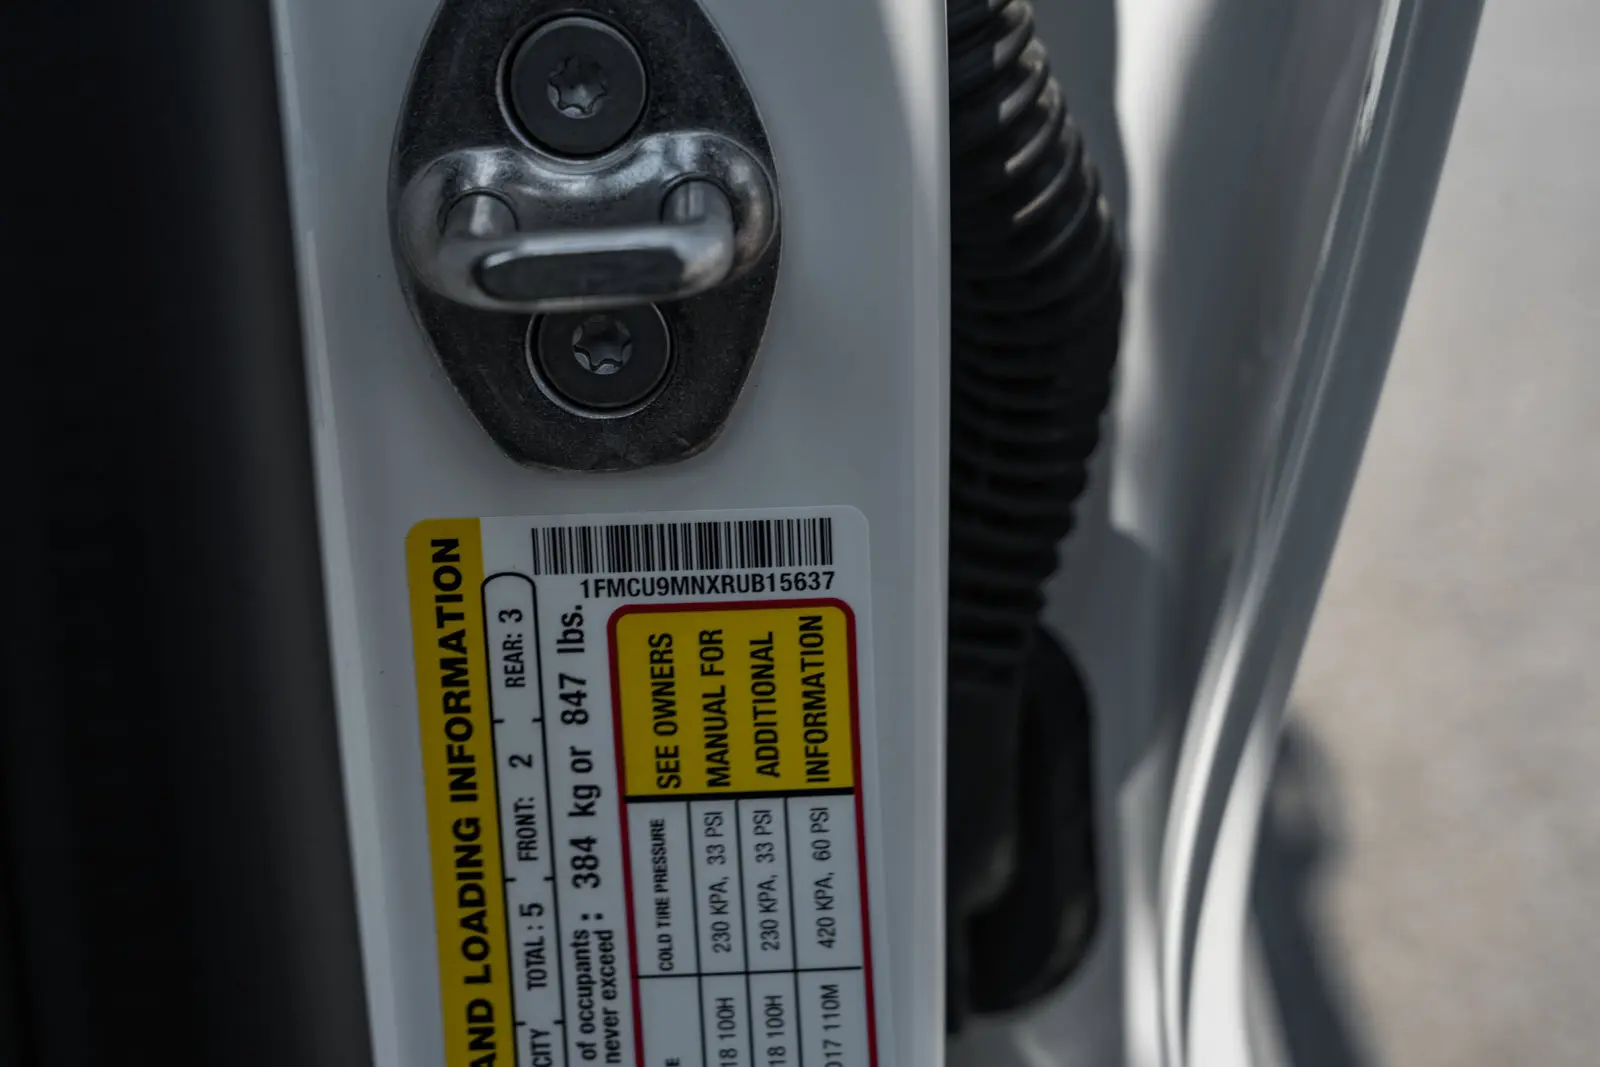 1FMCU9MNXRUB15637
AND LOADING INFORMATION
CITY TOTAL : 5 FRONT: 2 REAR: 3
of occupants : 384 kg or 847 lbs.
never exceed
SEE OWNERS
MANUAL FOR
ADDITIONAL
INFORMATION
E COLD TIRE PRESSURE
18 100H 230 KPA, 33 PSI
18 100H 230 KPA, 33 PSI
017 110M 420 KPA, 60 PSI